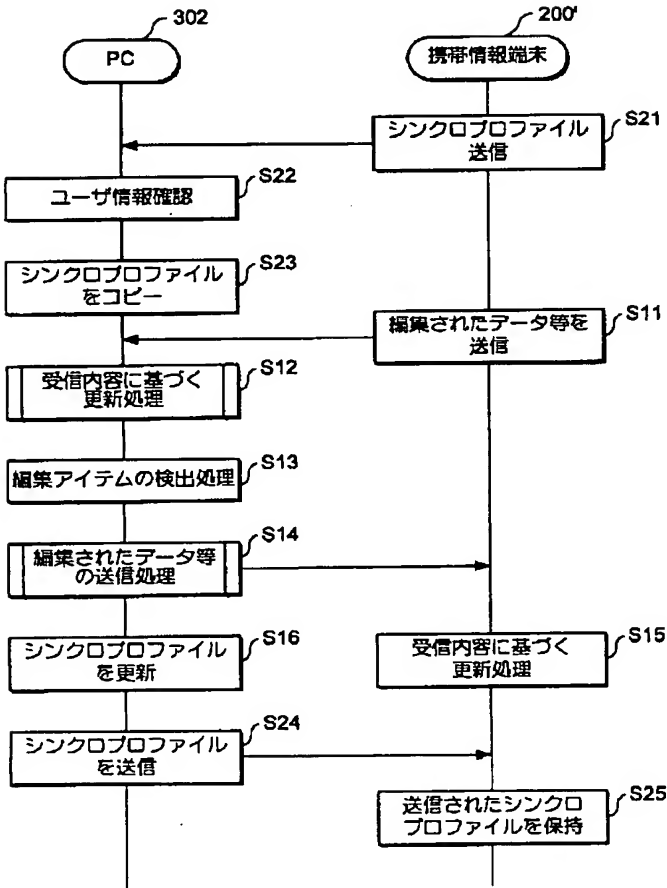 302
PC
200'
携帯情報端末
S21
シンクロプロファイル
送信
S22
ユーザ情報確認
S23
シンクロプロファイル
をコピー
S11
編集されたデータ等を
送信
S12
受信内容に基づく
更新処理
S13
編集アイテムの検出処理
S14
編集されたデータ等
の送信処理
S16
シンクロプロファイル
を更新
S15
受信内容に基づく
更新処理
S24
シンクロプロファイル
を送信
S25
送信されたシンクロ
プロファイルを保持